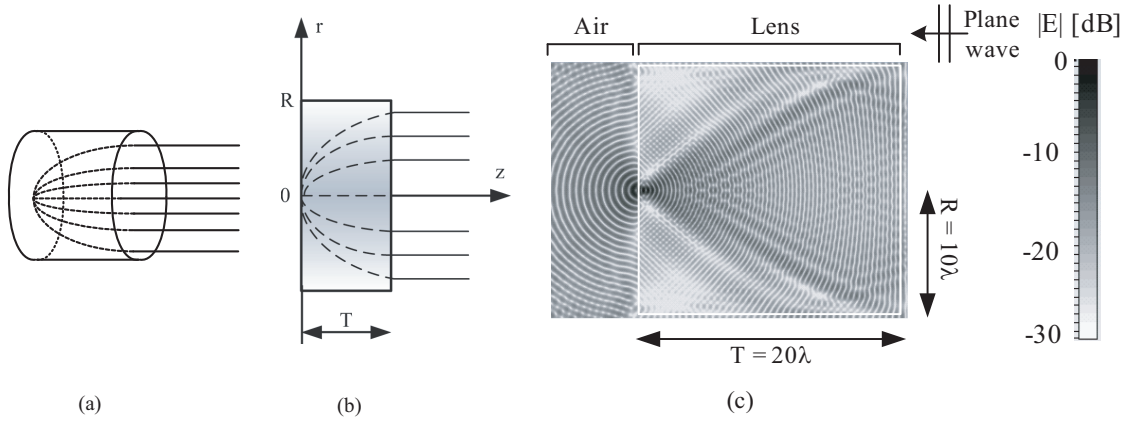 r
R
0
z
T
(a)
(b)
Air
Lens
Plane
wave
|E| [dB]
0
-10
-20
-30
R = 10λ
T = 20λ
(c)